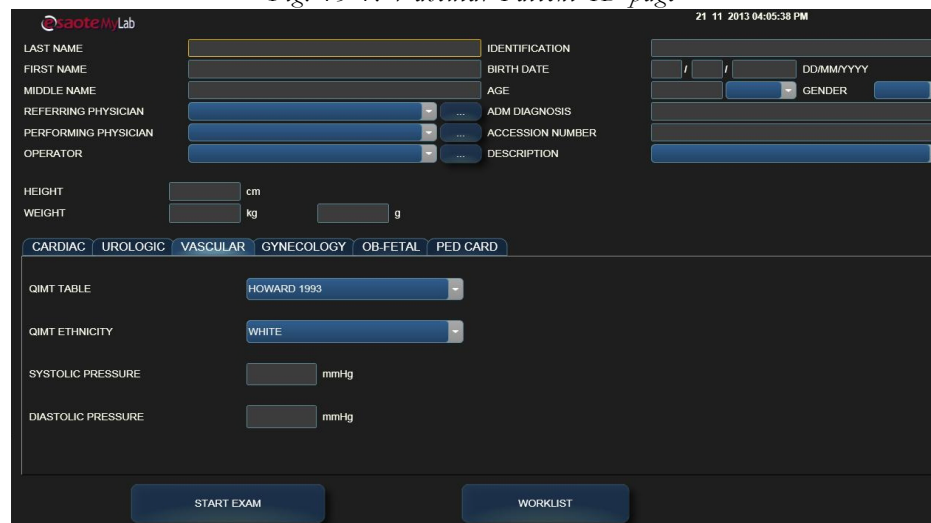 Fig. 19-1: Vascular Patient ID page
esaote MyLab
21 11 2013 04:05:38 PM
LAST NAME IDENTIFICATION
FIRST NAME BIRTH DATE / / DD/MM/YYYY
MIDDLE NAME AGE GENDER
REFERRING PHYSICIAN ... ADM DIAGNOSIS
PERFORMING PHYSICIAN ... ACCESSION NUMBER
OPERATOR ... DESCRIPTION
HEIGHT cm
WEIGHT kg g
CARDIAC UROLOGIC VASCULAR GYNECOLOGY OB-FETAL PED CARD
QIMT TABLE HOWARD 1993
QIMT ETHNICITY WHITE
SYSTOLIC PRESSURE mmHg
DIASTOLIC PRESSURE mmHg
START EXAM WORKLIST